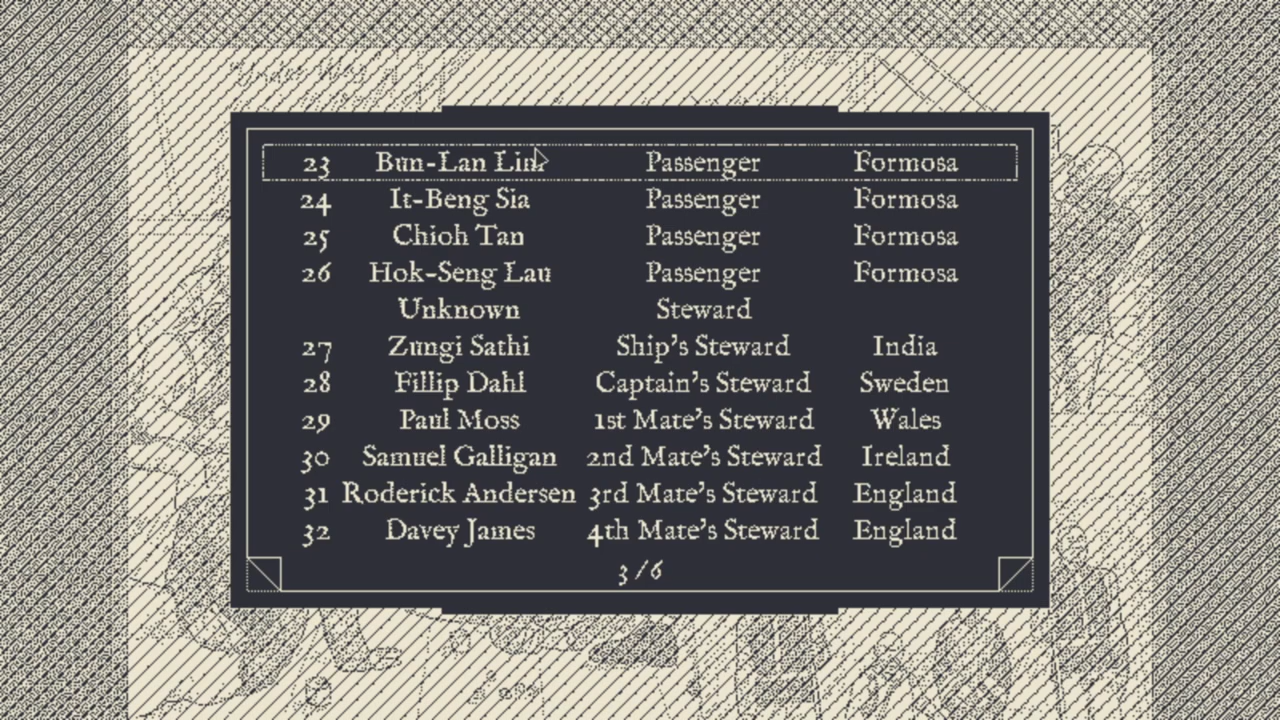 23 Bun-Lan Lim Passenger Formosa
24 It-Beng Sia Passenger Formosa
25 Chioh Tan Passenger Formosa
26 Hok-Seng Lau Passenger Formosa
Unknown Steward
27 Zungi Sathi Ship's Steward India
28 Fillip Dahl Captain's Steward Sweden
29 Paul Moss 1st Mate's Steward Wales
30 Samuel Galligan 2nd Mate's Steward Ireland
31 Roderick Andersen 3rd Mate's Steward England
32 Davey James 4th Mate's Steward England
3/6